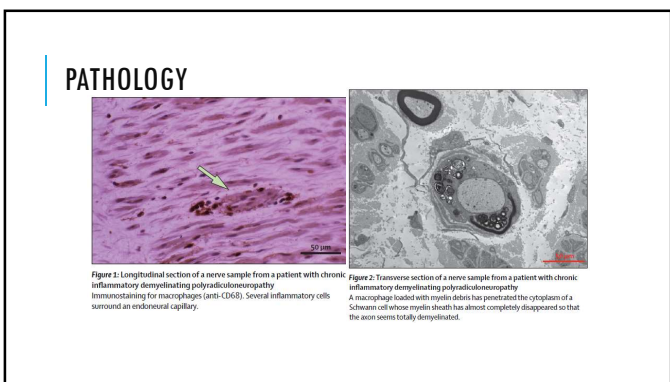 PATHOLOGY
50 µm
Figure 1: Longitudinal section of a nerve sample from a patient with chronic
inflammatory demyelinating polyradiculoneuropathy
Immunostaining for macrophages (anti-CD68). Several inflammatory cells
surround an endoneural capillary.
Figure 2: Transverse section of a nerve sample from a patient with chronic
inflammatory demyelinating polyradiculoneuropathy
A macrophage loaded with myelin debris has penetrated the cytoplasm of a
Schwann cell whose myelin sheath has almost completely disappeared so that
the axon seems totally demyelinated.